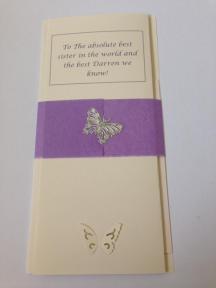 To The absolute best
sister in the world and
the best Darren we
know!